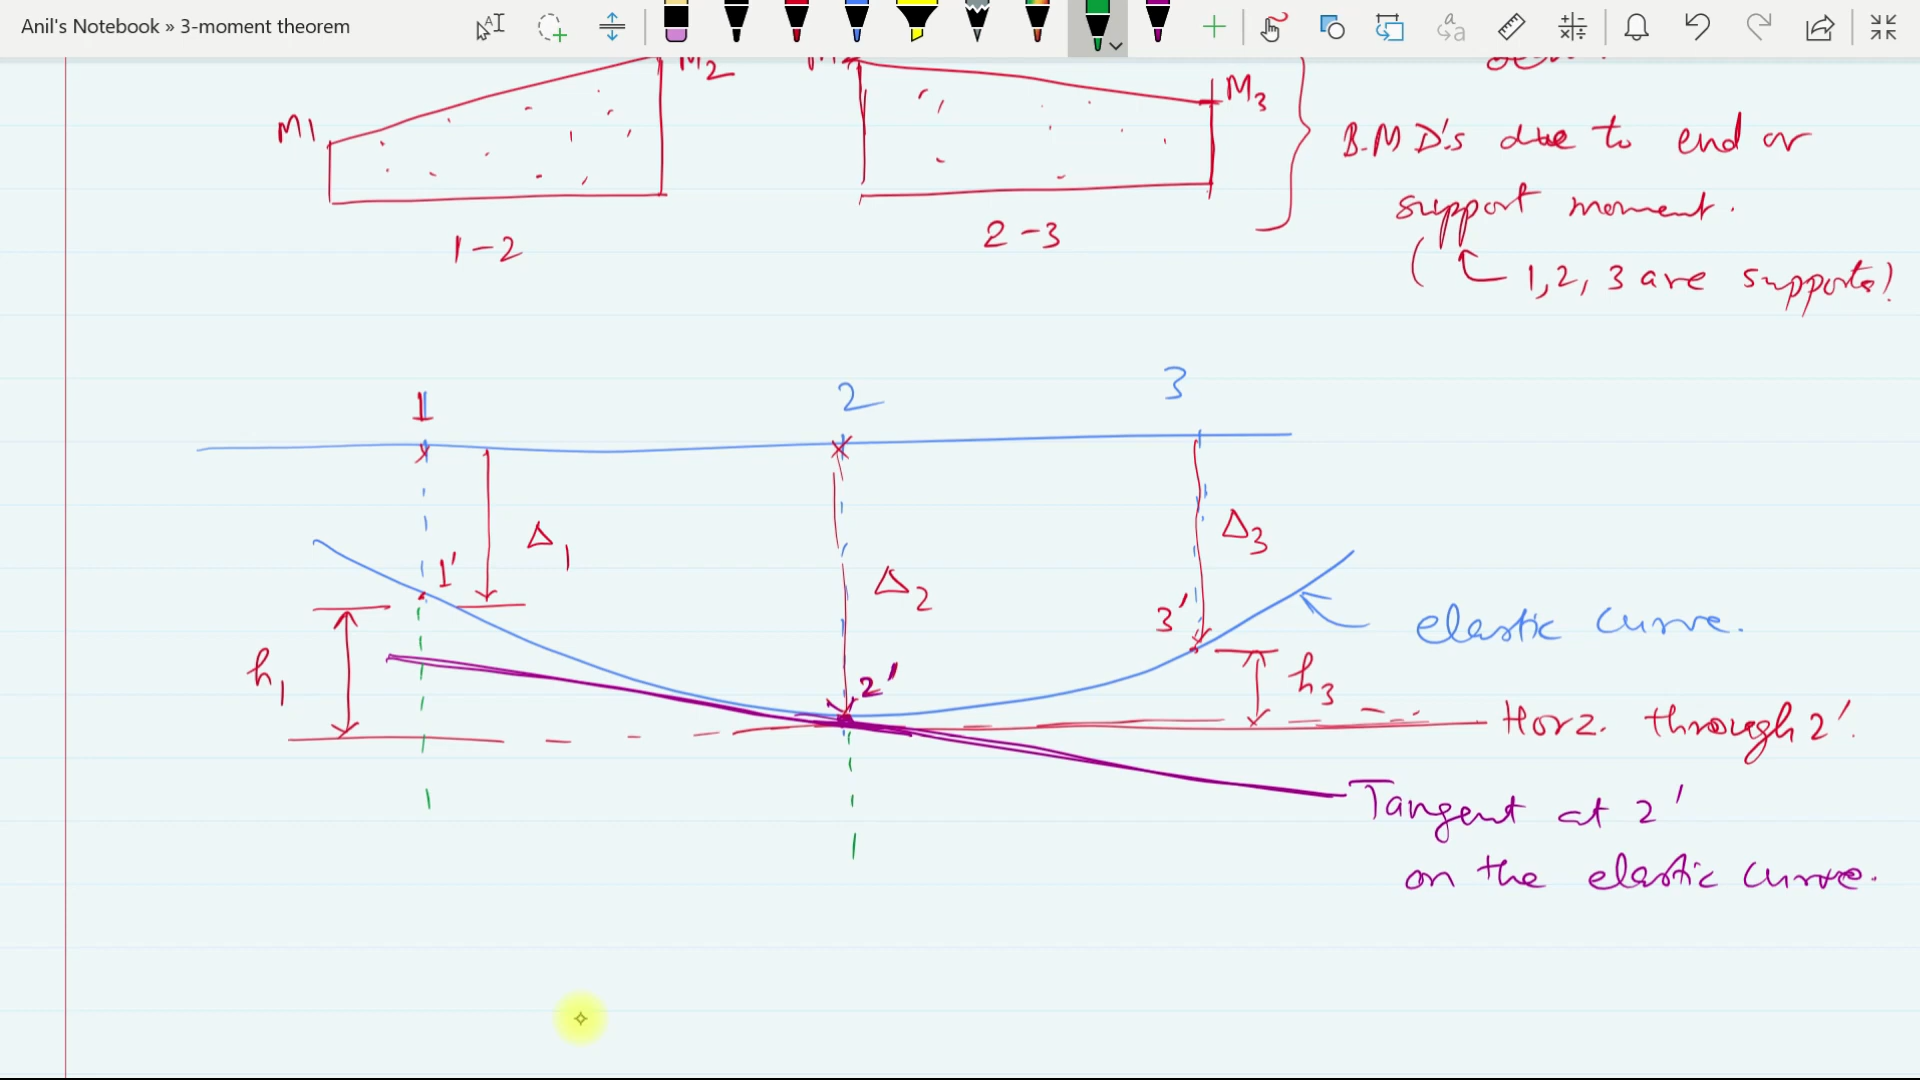 Anil's Notebook » 3-moment theorem
M1
M2
M3
B.M D's due to end or
support moment.
( 1, 2, 3 are supports)
1-2
2-3
1
2
3
Δ1
Δ2
Δ3
1'
2'
3'
h1
h3
elastic curve.
Horz. through 2'.
Tangent at 2'
on the elastic curve.